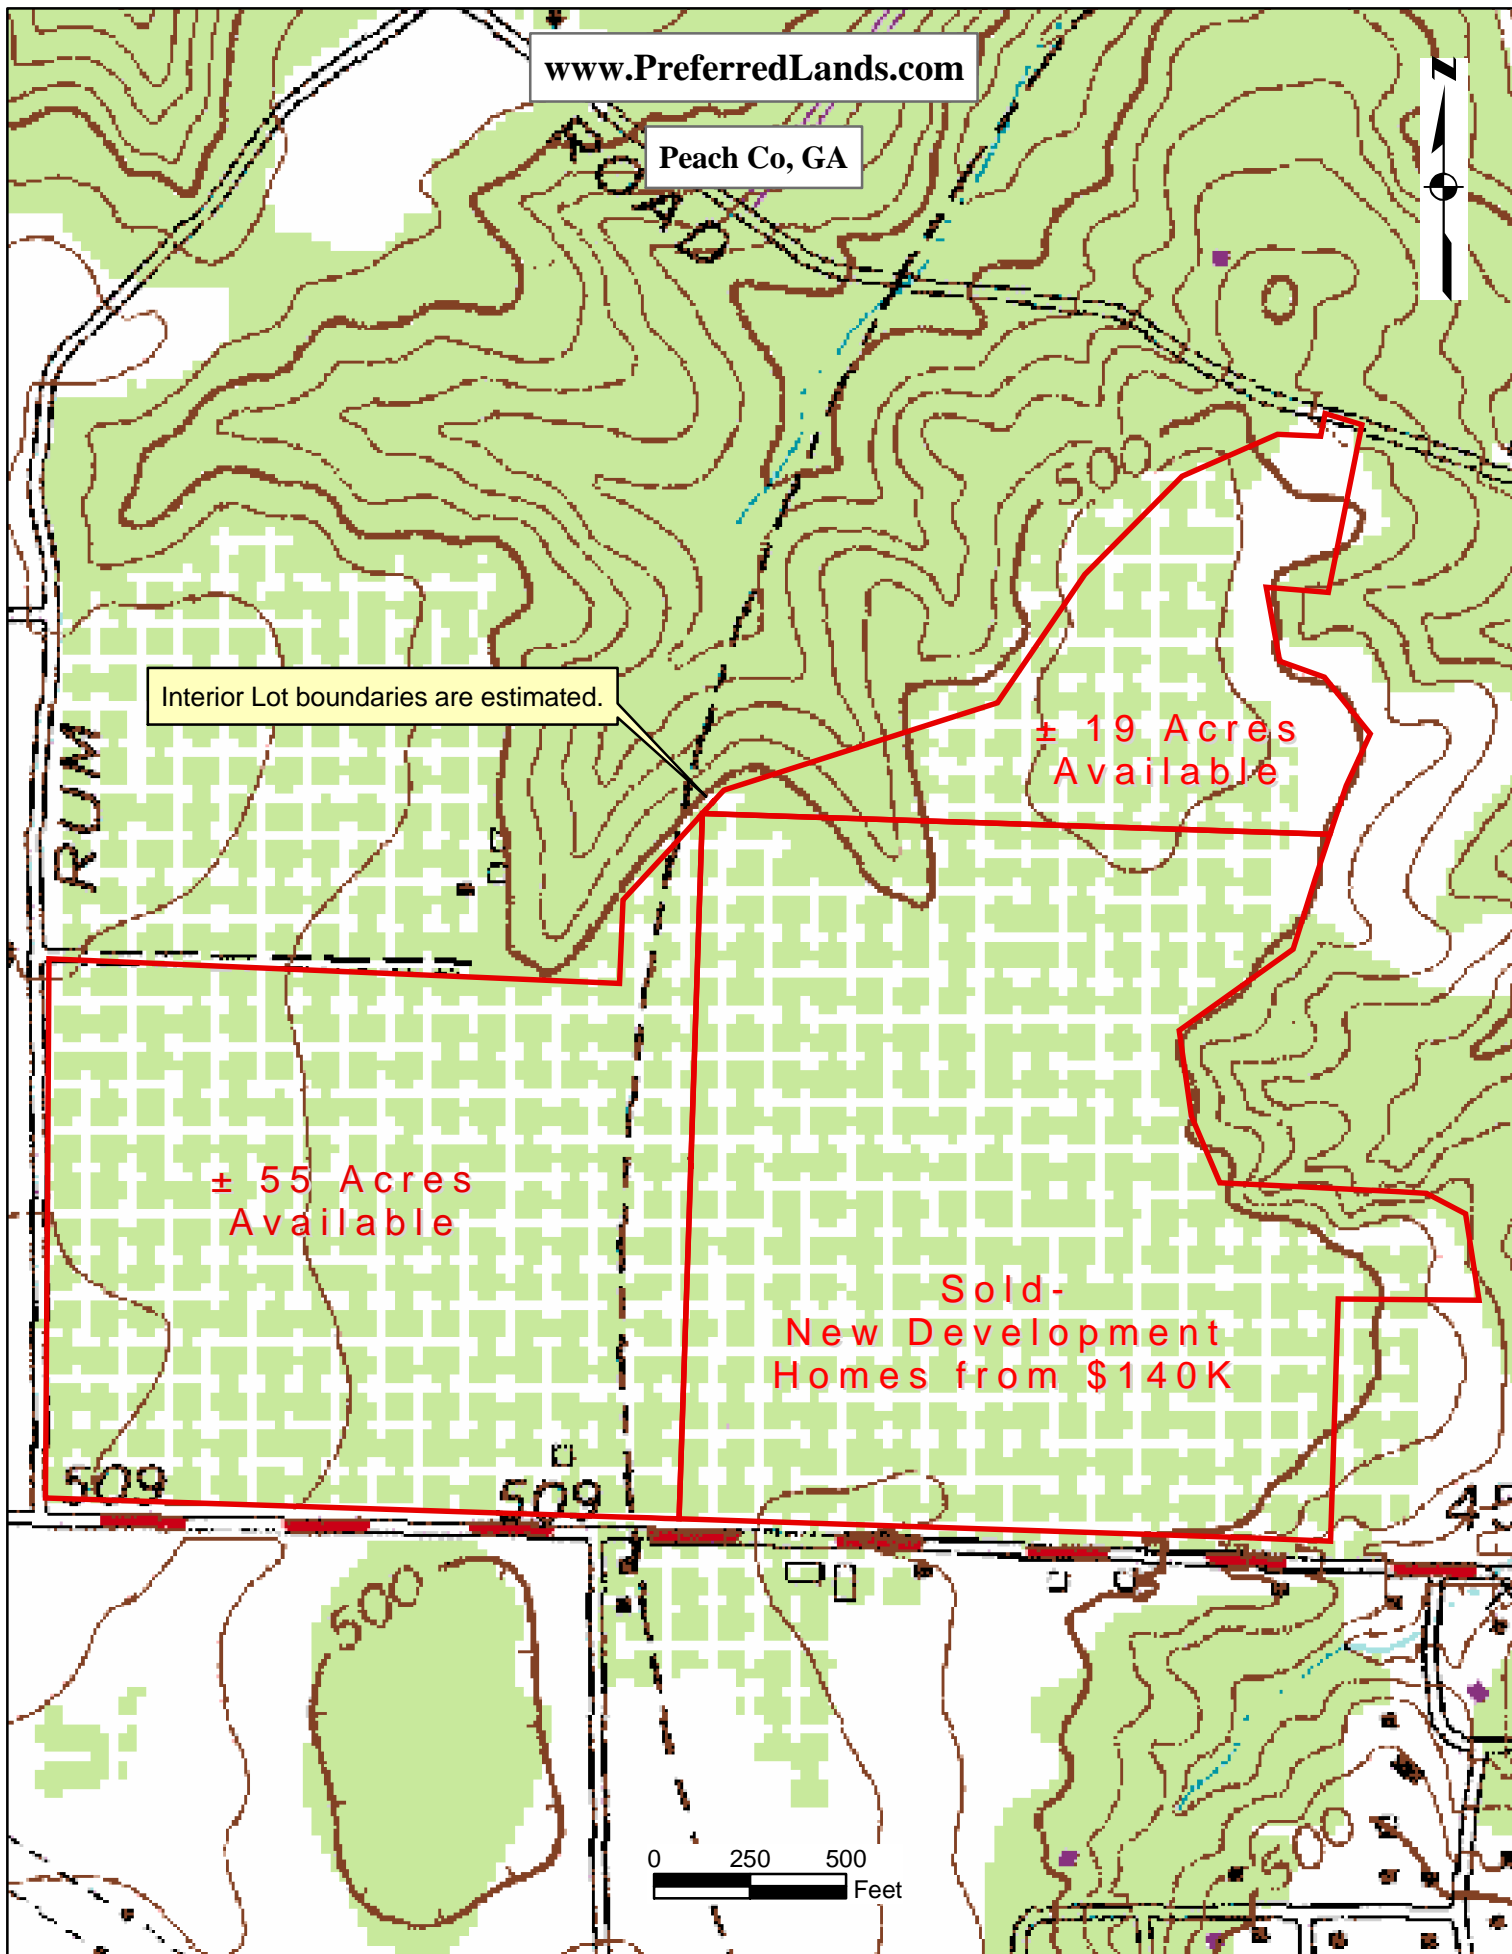 www.PreferredLands.com
Peach Co, GA
N
ROAD
500
Interior Lot boundaries are estimated.
± 19 Acres
Available
RUM
± 55 Acres
Available
Sold-
New Development
Homes from $140K
509
509
500
500
0 250 500
Feet